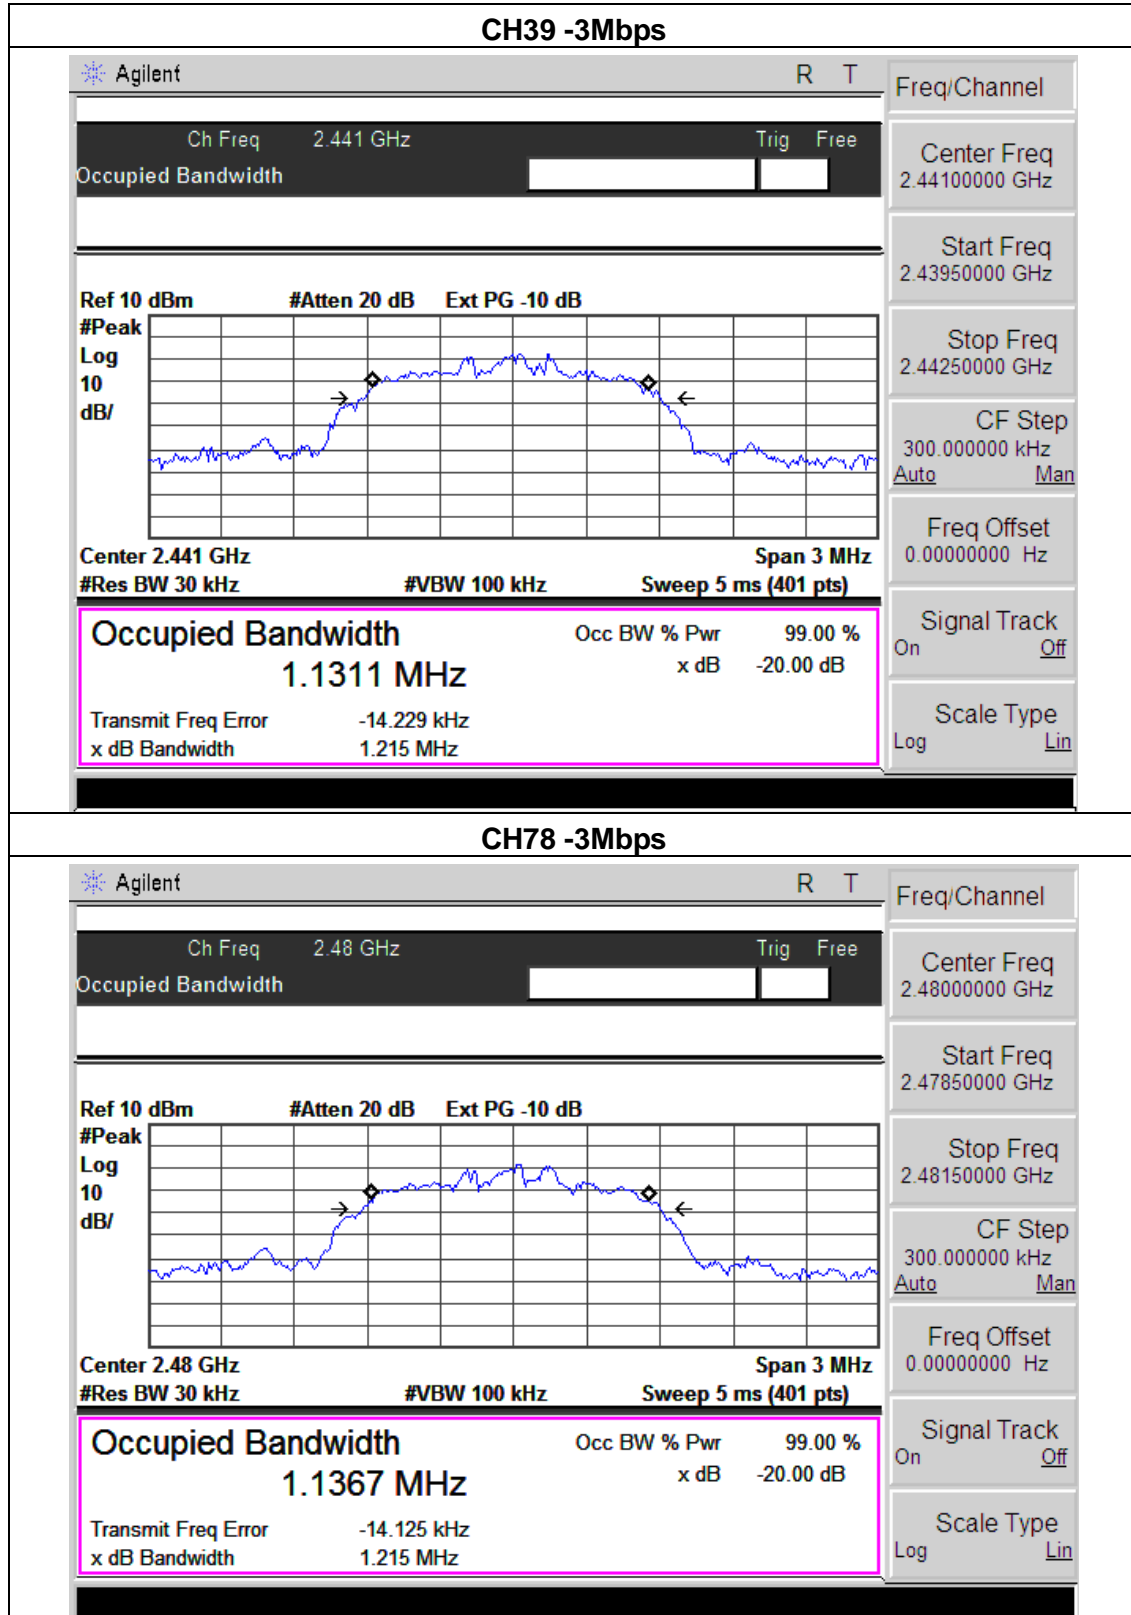 CH39 -3Mbps
Agilent R T
Freq/Channel
Ch Freq 2.441 GHz Trig Free
Occupied Bandwidth
Center Freq
2.44100000 GHz
Start Freq
2.43950000 GHz
Stop Freq
2.44250000 GHz
CF Step
300.000000 kHz
Auto Man
Freq Offset
0.00000000 Hz
Signal Track
On Off
Scale Type
Log Lin
Ref 10 dBm #Atten 20 dB Ext PG -10 dB
#Peak
Log
10
dB/
Center 2.441 GHz Span 3 MHz
#Res BW 30 kHz #VBW 100 kHz Sweep 5 ms (401 pts)
Occupied Bandwidth Occ BW % Pwr 99.00 %
1.1311 MHz x dB -20.00 dB
Transmit Freq Error -14.229 kHz
x dB Bandwidth 1.215 MHz
CH78 -3Mbps
Agilent R T
Freq/Channel
Ch Freq 2.48 GHz Trig Free
Occupied Bandwidth
Center Freq
2.48000000 GHz
Start Freq
2.47850000 GHz
Stop Freq
2.48150000 GHz
CF Step
300.000000 kHz
Auto Man
Freq Offset
0.00000000 Hz
Signal Track
On Off
Scale Type
Log Lin
Ref 10 dBm #Atten 20 dB Ext PG -10 dB
#Peak
Log
10
dB/
Center 2.48 GHz Span 3 MHz
#Res BW 30 kHz #VBW 100 kHz Sweep 5 ms (401 pts)
Occupied Bandwidth Occ BW % Pwr 99.00 %
1.1367 MHz x dB -20.00 dB
Transmit Freq Error -14.125 kHz
x dB Bandwidth 1.215 MHz